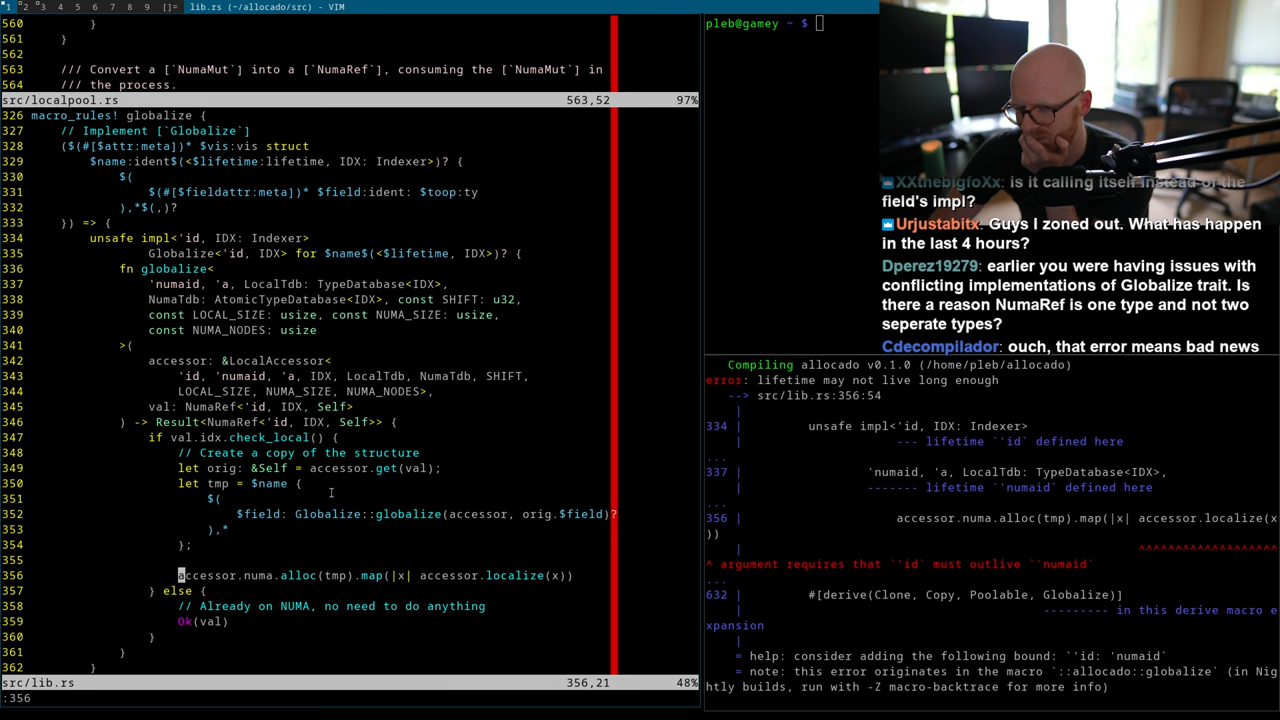 1 2 3 4 5 6 7 8 9 []= lib.rs (~/allocado/src) - VIM
560 }
561 }
562
563 /// Convert a [`NumaMut`] into a [`NumaRef`], consuming the [`NumaMut`] in
564 /// the process.
src/localpool.rs 563,52 97%
326 macro_rules! globalize {
327 // Implement [`Globalize`]
328 ($(#[$attr:meta])* $vis:vis struct
329 $name:ident$(<$lifetime:lifetime, IDX: Indexer>)? {
330 $(
331 $(#[$fieldattr:meta])* $field:ident: $toop:ty
332 ),*$(,)?
333 }) => {
334 unsafe impl<'id, IDX: Indexer>
335 Globalize<'id, IDX> for $name$(<$lifetime, IDX>)? {
336 fn globalize<
337 'numaid, 'a, LocalTdb: TypeDatabase<IDX>,
338 NumaTdb: AtomicTypeDatabase<IDX>, const SHIFT: u32,
339 const LOCAL_SIZE: usize, const NUMA_SIZE: usize,
340 const NUMA_NODES: usize
341 >(
342 accessor: &LocalAccessor<
343 'id, 'numaid, 'a, IDX, LocalTdb, NumaTdb, SHIFT,
344 LOCAL_SIZE, NUMA_SIZE, NUMA_NODES>,
345 val: NumaRef<'id, IDX, Self>
346 ) -> Result<NumaRef<'id, IDX, Self>> {
347 if val.idx.check_local() {
348 // Create a copy of the structure
349 let orig: &Self = accessor.get(val);
350 let tmp = $name {
351 $(
352 $field: Globalize::globalize(accessor, orig.$field)?
353 ),*
354 };
355
356 accessor.numa.alloc(tmp).map(|x| accessor.localize(x))
357 } else {
358 // Already on NUMA, no need to do anything
359 Ok(val)
360 }
361 }
362 }
src/lib.rs 356,21 48%
:356
pleb@gamey ~ $
XXthebigfoXx: is it calling itself instead of the
field's impl?
Urjustabitx: Guys I zoned out. What has happen
in the last 4 hours?
Dperez19279: earlier you were having issues with
conflicting implementations of Globalize trait. Is
there a reason NumaRef is one type and not two
seperate types?
Cdecompilador: ouch, that error means bad news
Compiling allocado v0.1.0 (/home/pleb/allocado)
error: lifetime may not live long enough
--> src/lib.rs:356:54
|
334 | unsafe impl<'id, IDX: Indexer>
| --- lifetime `'id` defined here
...
337 | 'numaid, 'a, LocalTdb: TypeDatabase<IDX>,
| ------- lifetime `'numaid` defined here
...
356 | accessor.numa.alloc(tmp).map(|x| accessor.localize(x
))
| ^^^^^^^^^^^^^^^^^^^
^ argument requires that `'id` must outlive `'numaid`
...
632 | #[derive(Clone, Copy, Poolable, Globalize)]
| --------- in this derive macro e
xpansion
|
= help: consider adding the following bound: `'id: 'numaid`
= note: this error originates in the macro `::allocado::globalize` (in Nig
htly builds, run with -Z macro-backtrace for more info)